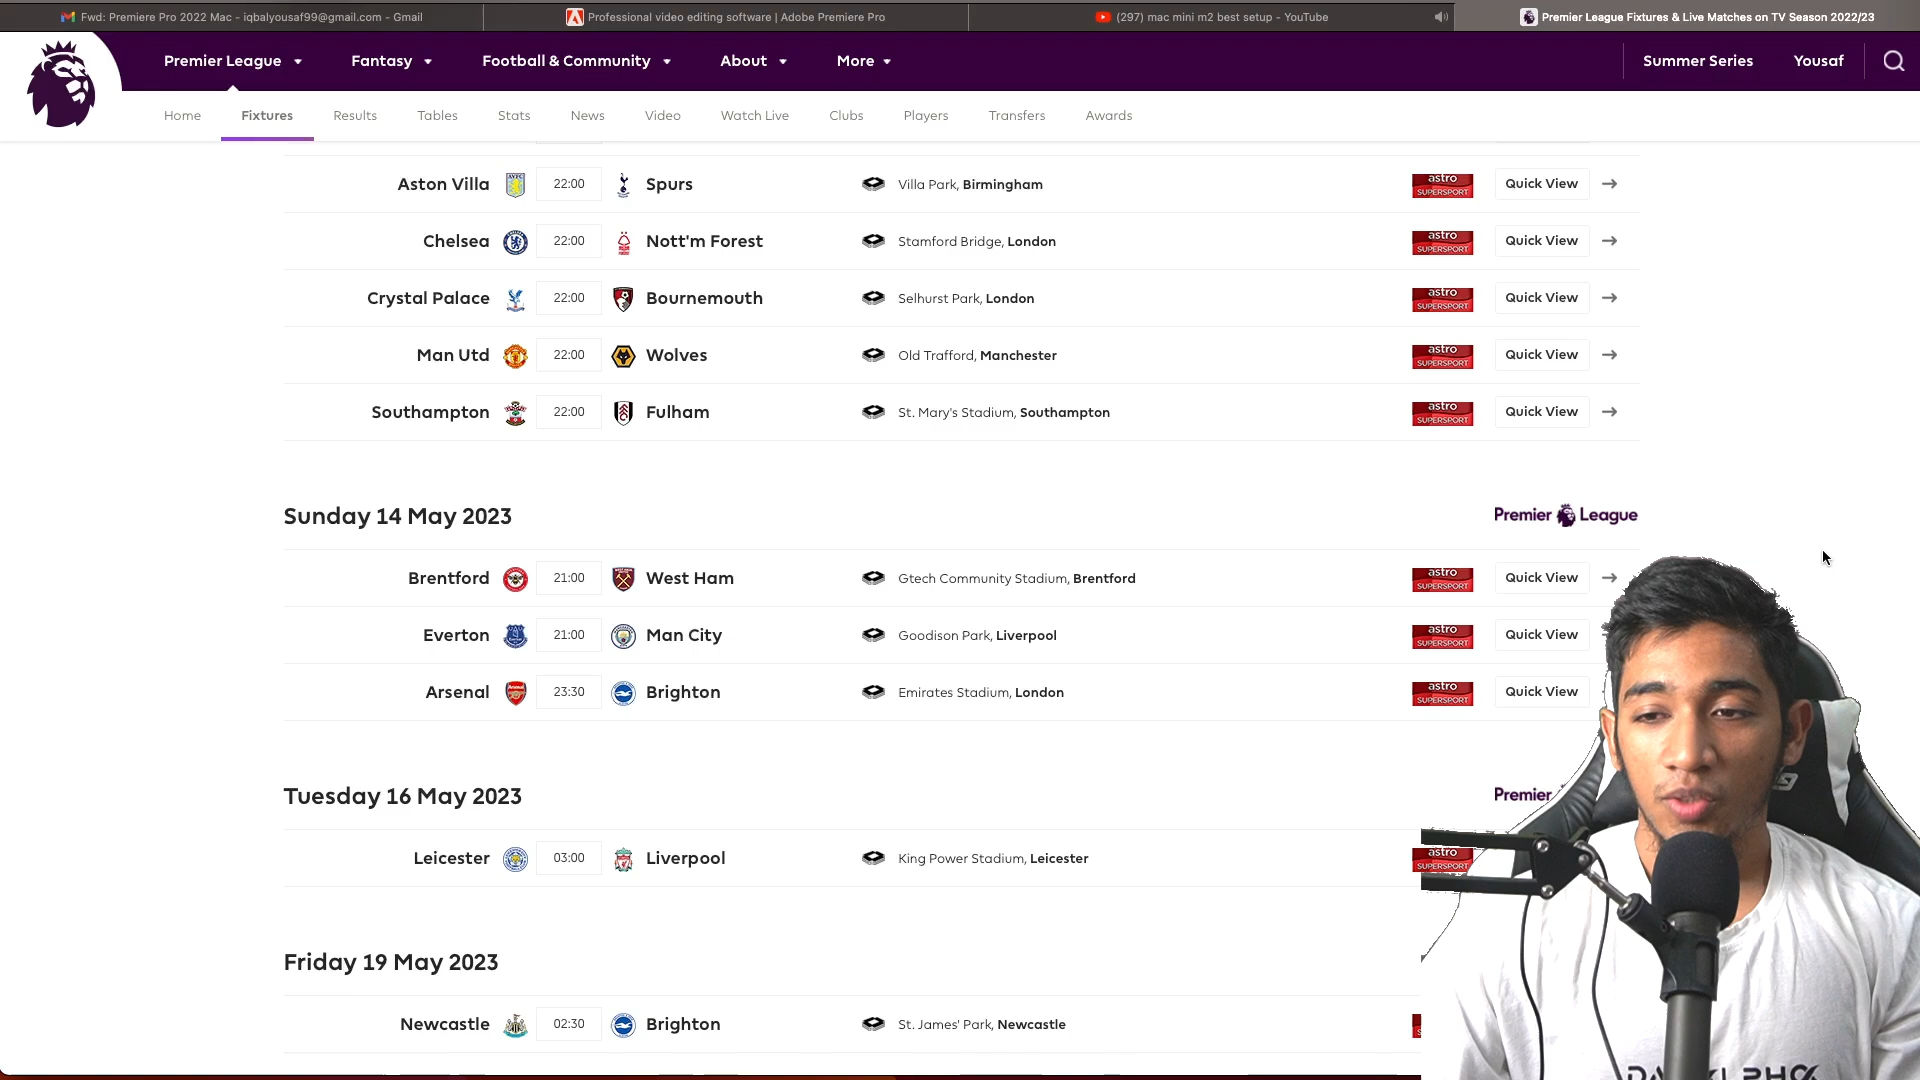 Fwd: Premiere Pro 2022 Mac - iqbalyousaf99@gmail.com - Gmail
Professional video editing software | Adobe Premiere Pro
(297) mac mini m2 best setup - YouTube
Premier League Fixtures & Live Matches on TV Season 2022/23
Premier League Fantasy Football & Community About More Summer Series Yousaf
Home Fixtures Results Tables Stats News Video Watch Live Clubs Players Transfers Awards
Aston Villa 22:00 Spurs Villa Park, Birmingham astro SUPERSPORT Quick View
Chelsea 22:00 Nott'm Forest Stamford Bridge, London astro SUPERSPORT Quick View
Crystal Palace 22:00 Bournemouth Selhurst Park, London astro SUPERSPORT Quick View
Man Utd 22:00 Wolves Old Trafford, Manchester astro SUPERSPORT Quick View
Southampton 22:00 Fulham St. Mary's Stadium, Southampton astro SUPERSPORT Quick View
Sunday 14 May 2023 Premier League
Brentford 21:00 West Ham Gtech Community Stadium, Brentford astro SUPERSPORT Quick View
Everton 21:00 Man City Goodison Park, Liverpool astro SUPERSPORT Quick View
Arsenal 23:30 Brighton Emirates Stadium, London astro SUPERSPORT Quick View
Tuesday 16 May 2023 Premier
Leicester 03:00 Liverpool King Power Stadium, Leicester astro SUPERSPORT
Friday 19 May 2023
Newcastle 02:30 Brighton St. James' Park, Newcastle